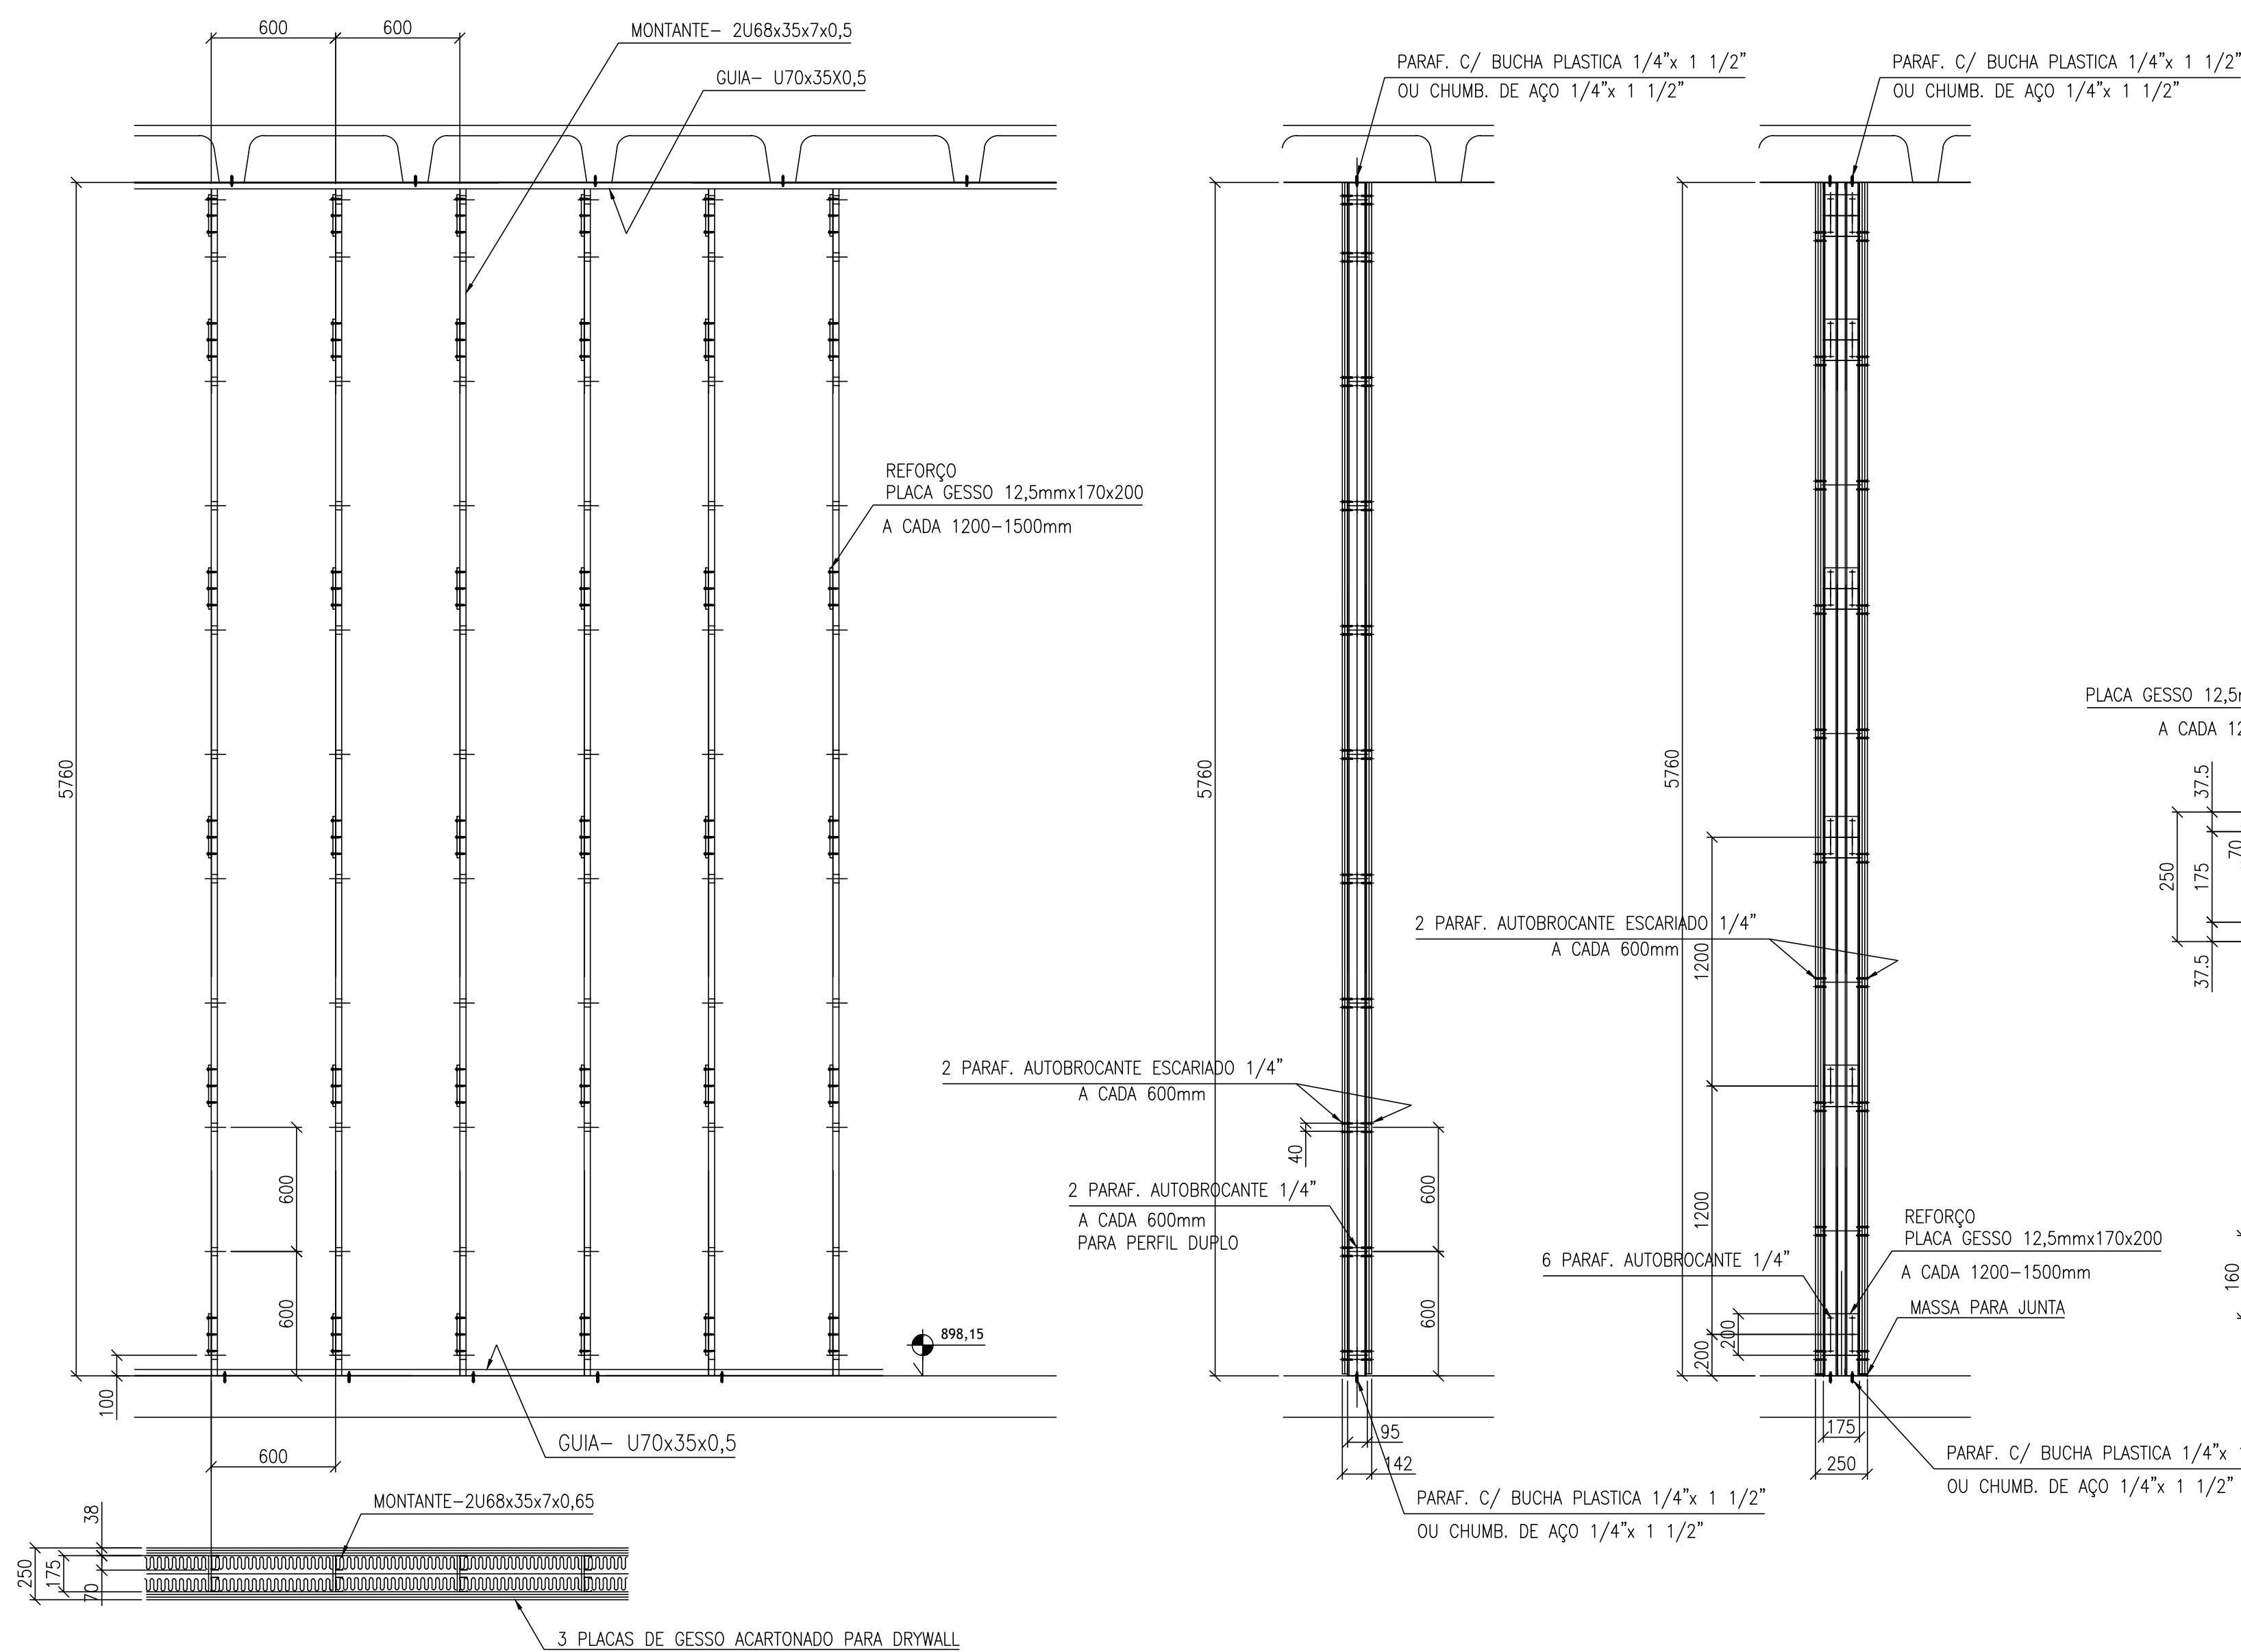 600
600
MONTANTE- 2U68x35x7x0,5
GUIA- U70x35X0,5
PARAF. C/ BUCHA PLASTICA 1/4"x 1 1/2"
OU CHUMB. DE AÇO 1/4"x 1 1/2"
PARAF. C/ BUCHA PLASTICA 1/4"x 1 1/2"
OU CHUMB. DE AÇO 1/4"x 1 1/2"
REFORÇO
PLACA GESSO 12,5mmx170x200
A CADA 1200-1500mm
5760
5760
5760
PLACA GESSO 12,5
A CADA 12
37.5
250
175
70
37.5
2 PARAF. AUTOBROCANTE ESCARIADO 1/4"
A CADA 600mm
1200
2 PARAF. AUTOBROCANTE ESCARIADO 1/4"
A CADA 600mm
40
600
600
2 PARAF. AUTOBROCANTE 1/4"
A CADA 600mm
PARA PERFIL DUPLO
600
600
1200
6 PARAF. AUTOBROCANTE 1/4"
REFORÇO
PLACA GESSO 12,5mmx170x200
A CADA 1200-1500mm
MASSA PARA JUNTA
160
200
200
898,15
100
GUIA- U70x35x0,5
600
95
142
175
250
PARAF. C/ BUCHA PLASTICA 1/4"x 1 1/2"
OU CHUMB. DE AÇO 1/4"x 1 1/2"
PARAF. C/ BUCHA PLASTICA 1/4"x
OU CHUMB. DE AÇO 1/4"x 1 1/2"
MONTANTE-2U68x35x7x0,65
38
250
175
70
3 PLACAS DE GESSO ACARTONADO PARA DRYWALL